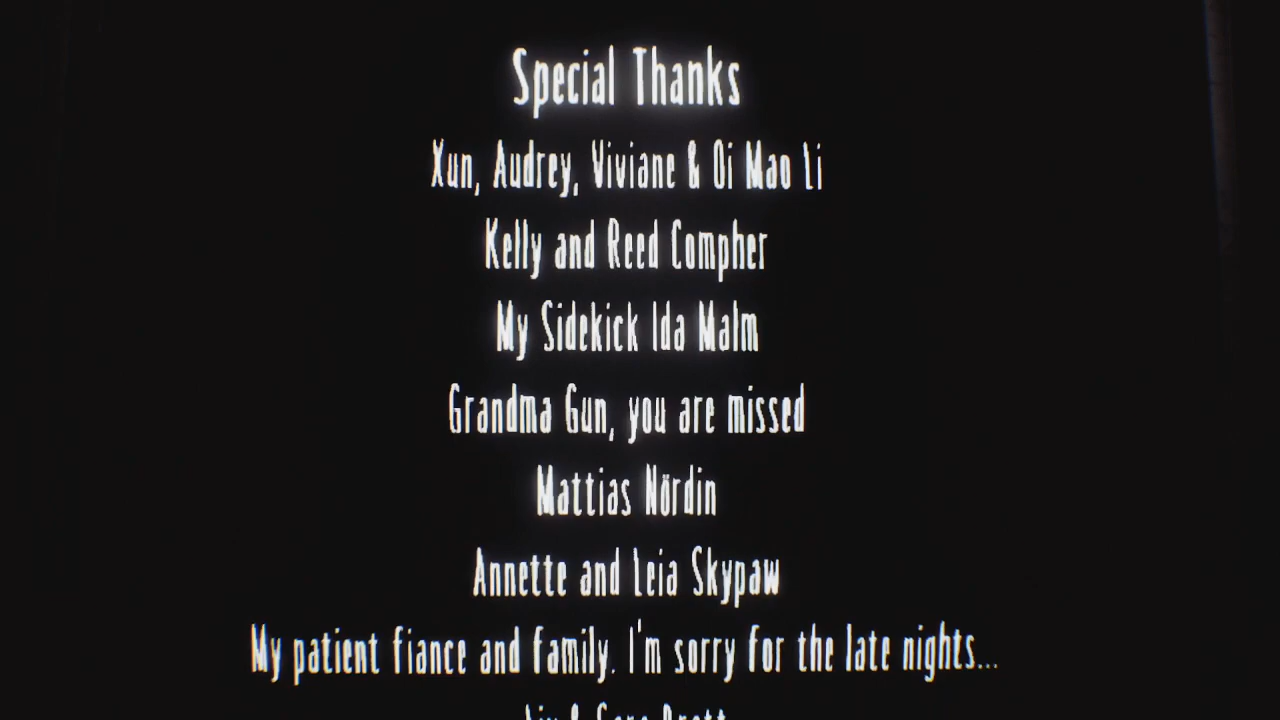 Special Thanks
Xun, Audrey, Viviane & Qi Mao Li
Kelly and Reed Compher
My Sidekick Ida Malm
Grandma Gun, you are missed
Mattias Nördin
Annette and Leia Skypaw
My patient fiance and family. I'm sorry for the late nights...